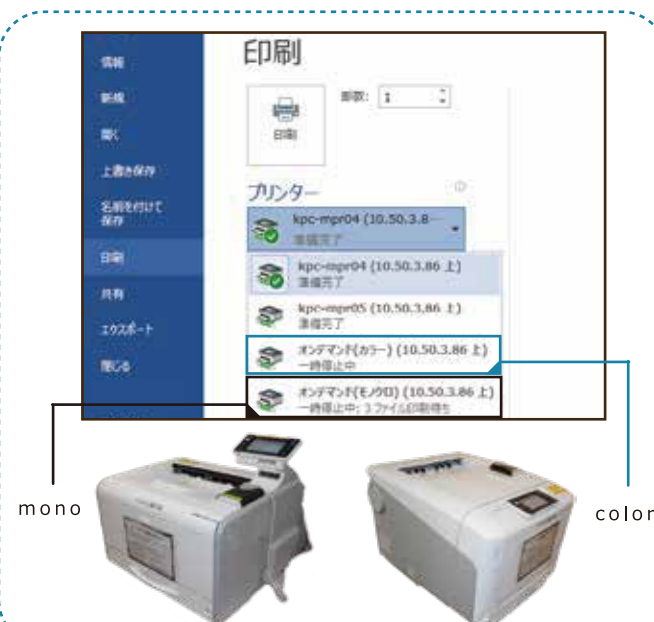 情報
新規
開く
上書き保存
名前を付けて
保存
印刷
共有
エクスポート
閉じる
印刷
部数: 1
印刷
プリンター
kpc-mpr04 (10.50.3.8
準備完了
kpc-mpr04 (10.50.3.86 上)
準備完了
kpc-mpr05 (10.50.3.86 上)
準備完了
オンデマンド(カラー) (10.50.3.86 上)
一時停止中
オンデマンド(モノクロ) (10.50.3.86 上)
一時停止中: 3 ファイル印刷待ち
mono
color